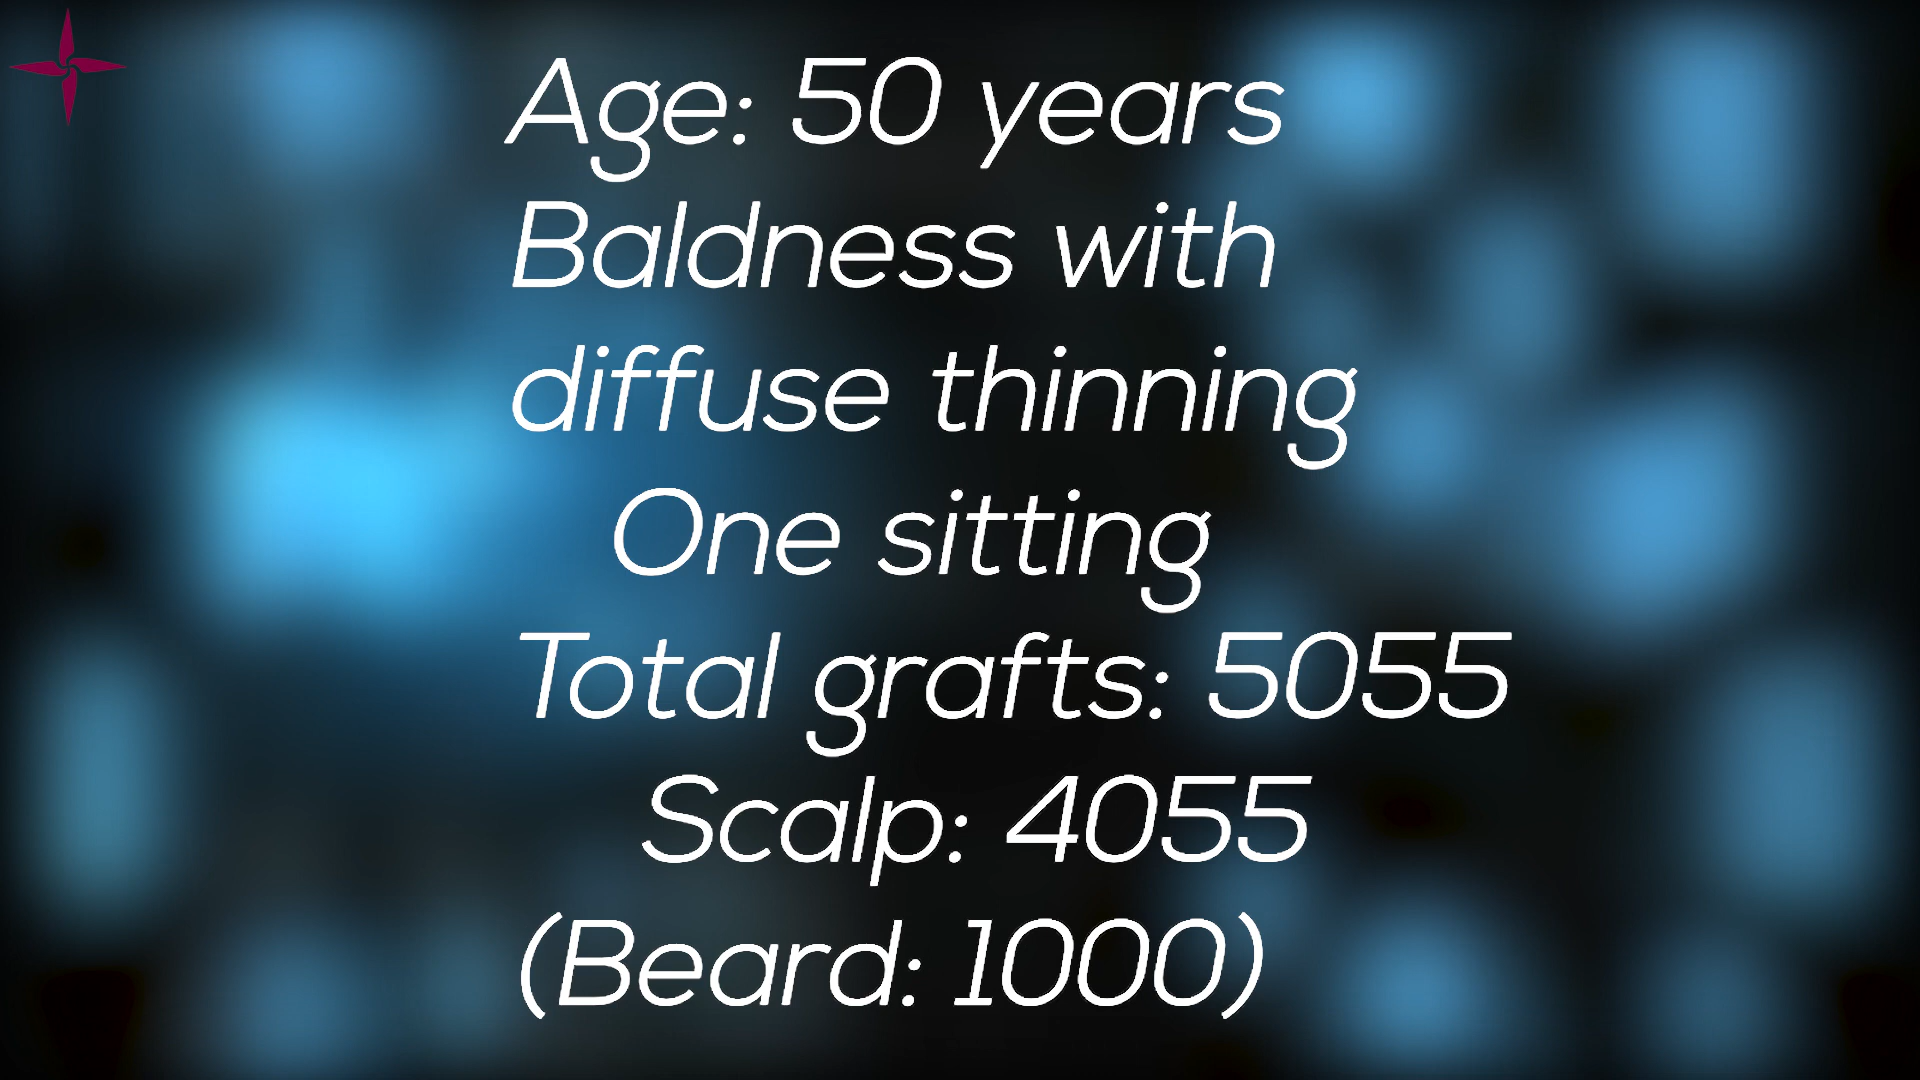 Age: 50 years
Baldness with
diffuse thinning
One sitting
Total grafts: 5055
Scalp: 4055
(Beard: 1000)